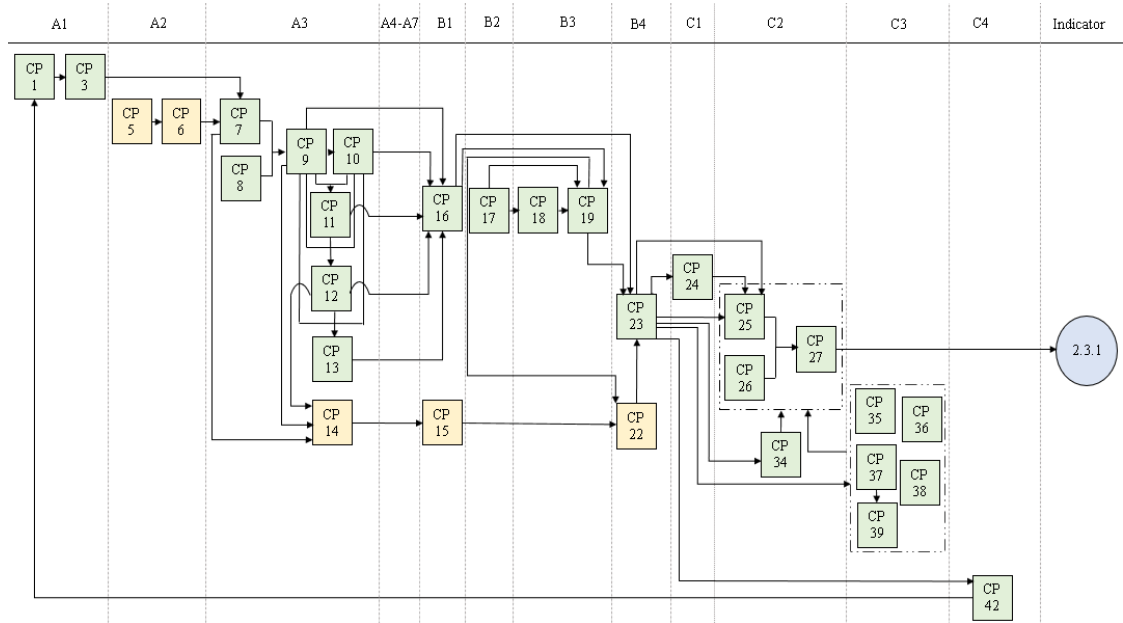 A1
A2
A3
A4-A7
B1
B2
B3
B4
C1
C2
C3
C4
Indicator
CP
1
CP
3
CP
5
CP
6
CP
7
CP
8
CP
9
CP
10
CP
11
CP
12
CP
13
CP
14
CP
16
CP
15
CP
17
CP
18
CP
19
CP
23
CP
22
CP
24
CP
25
CP
26
CP
27
CP
34
CP
35
CP
36
CP
37
CP
38
CP
39
CP
42
2.3.1